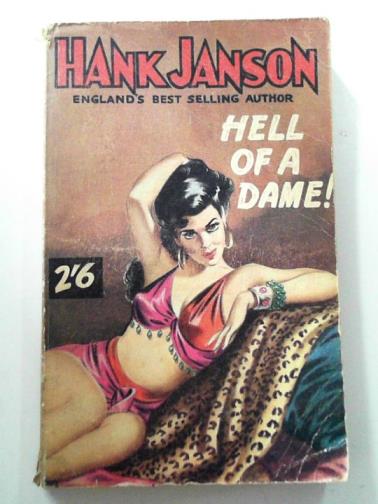 HANK JANSON
ENGLAND'S BEST SELLING AUTHOR
HELL
OF A
DAME!
2'6